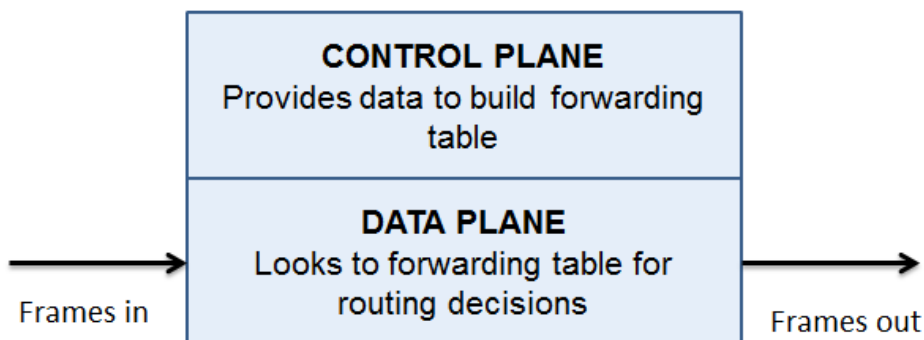 CONTROL PLANE
Provides data to build forwarding
table
DATA PLANE
Looks to forwarding table for
routing decisions
Frames in
Frames out